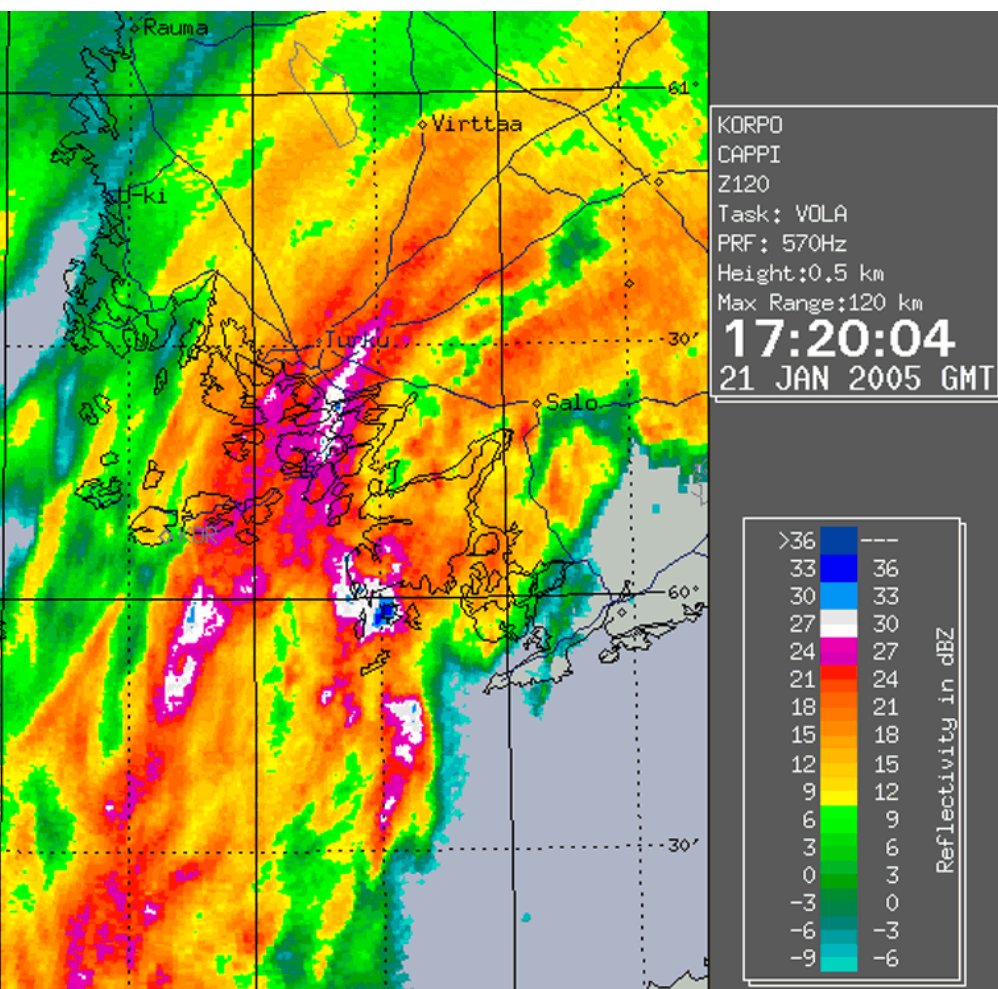 Rauma
61°
Virttaa
U-ki
Turku
30'
Salo
60°
30'
KORPO
CAPPI
Z120
Task: VOLA
PRF: 570Hz
Height:0.5 km
Max Range:120 km
17:20:04
21 JAN 2005 GMT
>36 ---
33 36
30 33
27 30
24 27
21 24
18 21
15 18
12 15
9 12
6 9
3 6
0 3
-3 0
-6 -3
-9 -6
Reflectivity in dBZ